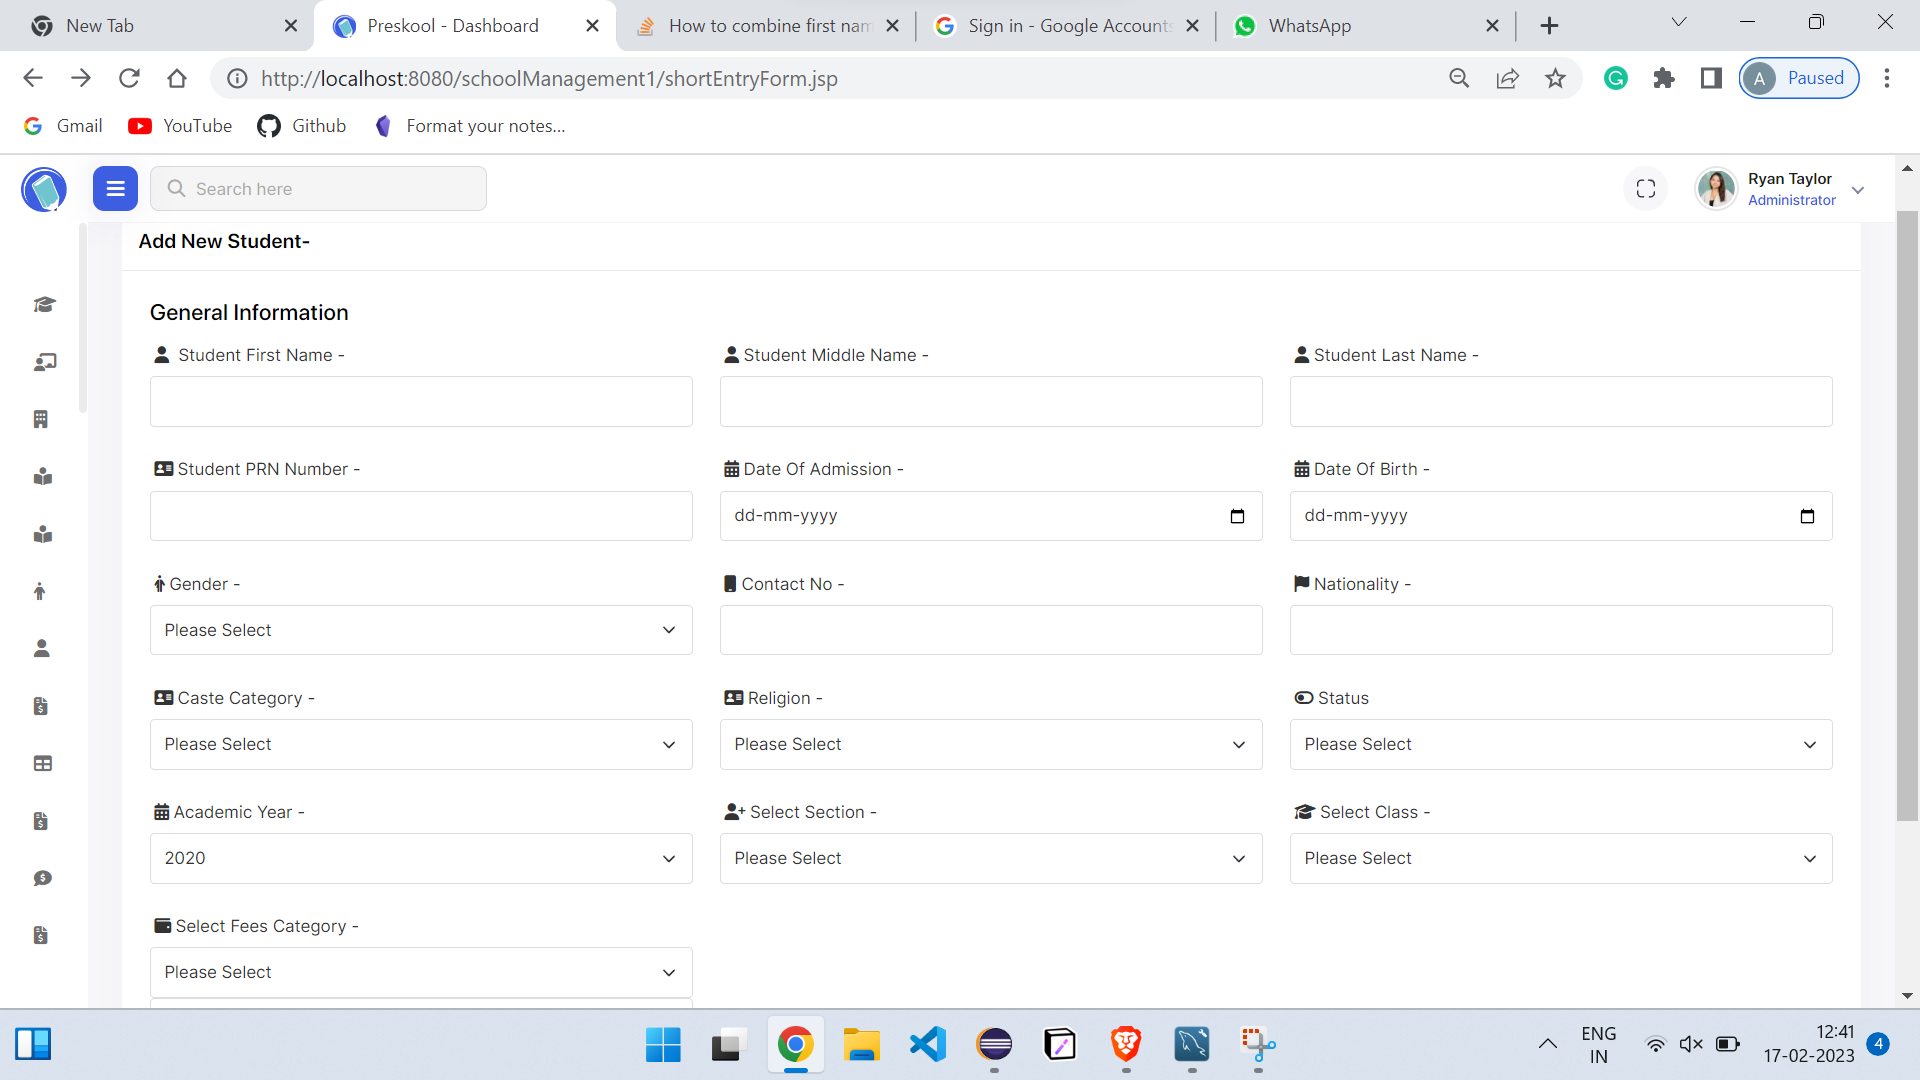 New Tab
Preskool - Dashboard
How to combine first nam
Sign in - Google Accounts
WhatsApp
http://localhost:8080/schoolManagement1/shortEntryForm.jsp
A Paused
Gmail
YouTube
Github
Format your notes...
Search here
Ryan Taylor
Administrator
Add New Student-
General Information
Student First Name -
Student Middle Name -
Student Last Name -
Student PRN Number -
Date Of Admission -
Date Of Birth -
dd-mm-yyyy
dd-mm-yyyy
Gender -
Contact No -
Nationality -
Please Select
Caste Category -
Religion -
Status
Please Select
Please Select
Please Select
Academic Year -
Select Section -
Select Class -
2020
Please Select
Please Select
Select Fees Category -
Please Select
ENG
IN
12:41
17-02-2023
4